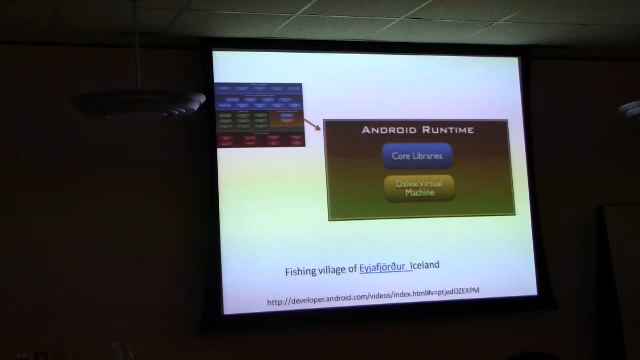 ANDROID RUNTIME
Core Libraries
Dalvik Virtual
Machine
Fishing village of Eyjafjörður Iceland
http://developer.android.com/videos/index.html#v=ptjedOZEXPM